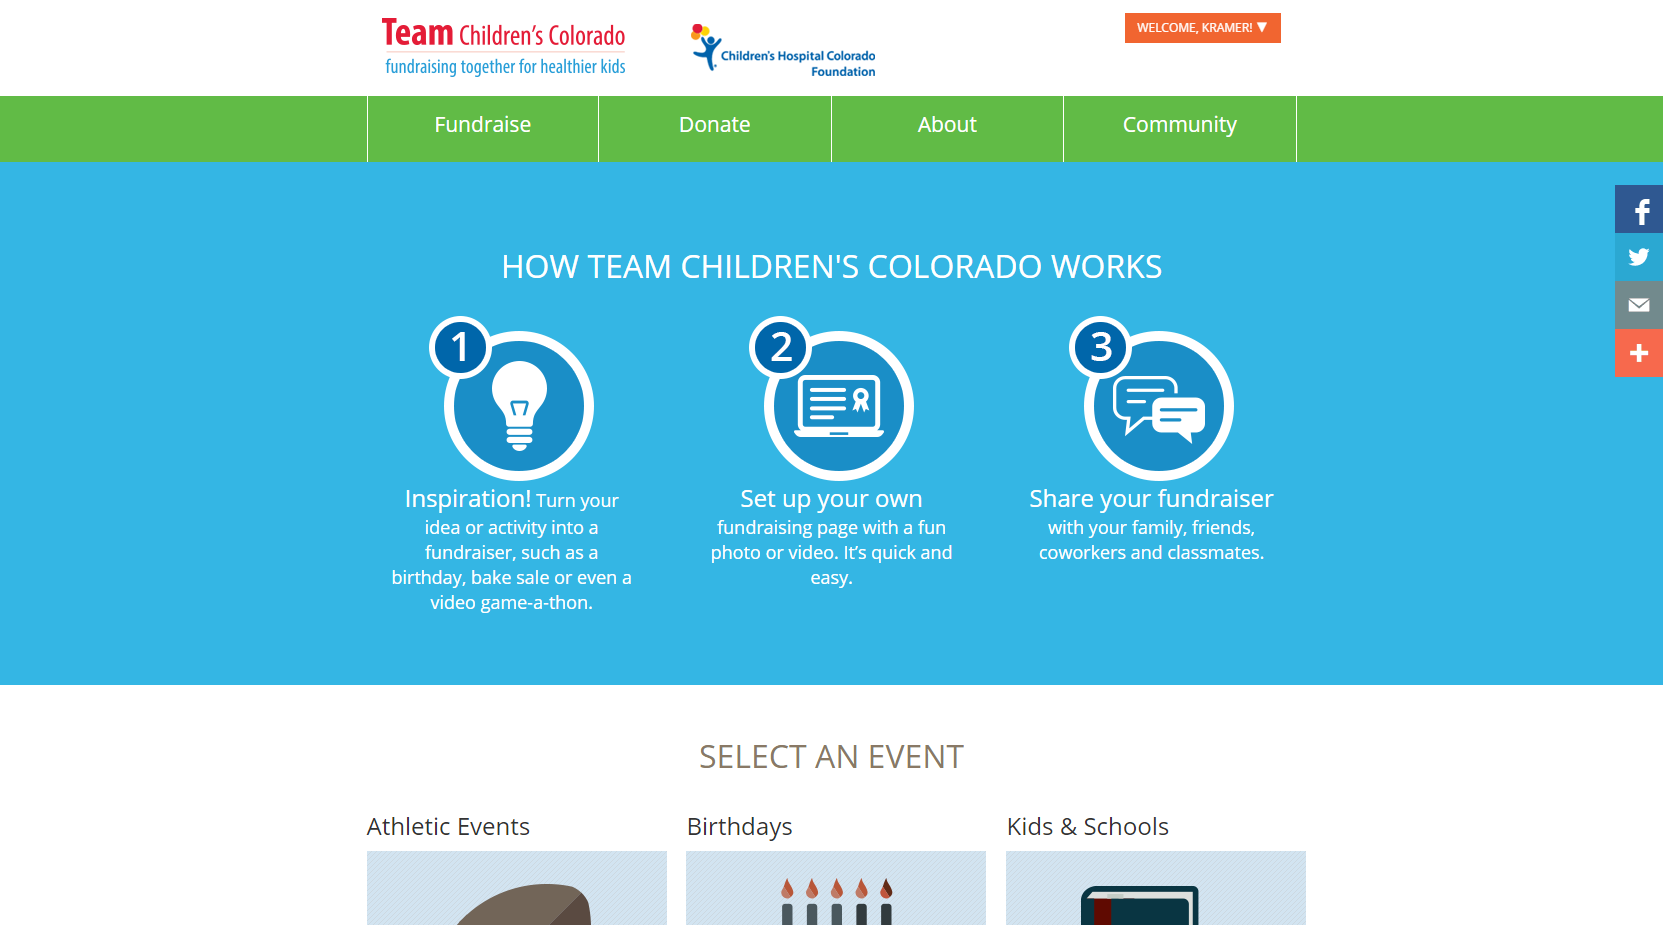 Team Children's Colorado
fundraising together for healthier kids
Children's Hospital Colorado
Foundation
WELCOME, KRAMER! ▼
Fundraise
Donate
About
Community
HOW TEAM CHILDREN'S COLORADO WORKS
1
2
3
Inspiration! Turn your
idea or activity into a
fundraiser, such as a
birthday, bake sale or even a
video game-a-thon.
Set up your own
fundraising page with a fun
photo or video. It’s quick and
easy.
Share your fundraiser
with your family, friends,
coworkers and classmates.
SELECT AN EVENT
Athletic Events
Birthdays
Kids & Schools